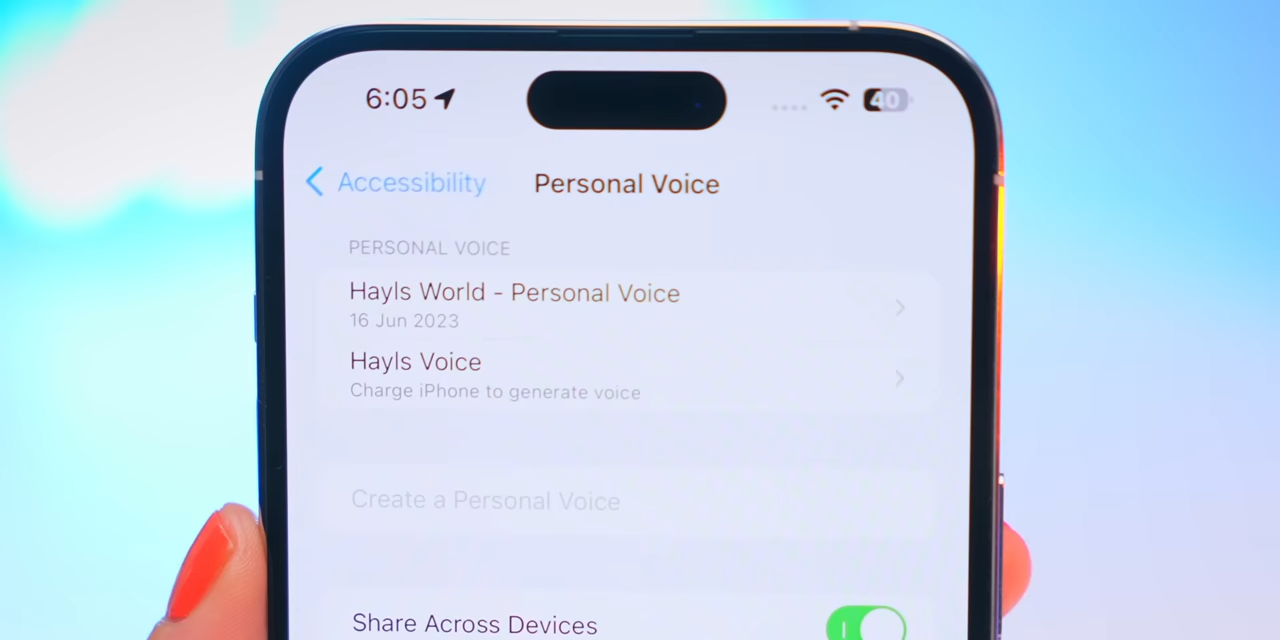 6:05 40
Accessibility Personal Voice
PERSONAL VOICE
Hayls World - Personal Voice
16 Jun 2023
Hayls Voice
Charge iPhone to generate voice
Create a Personal Voice
Share Across Devices